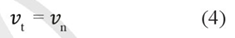 v_t = v_n (4)